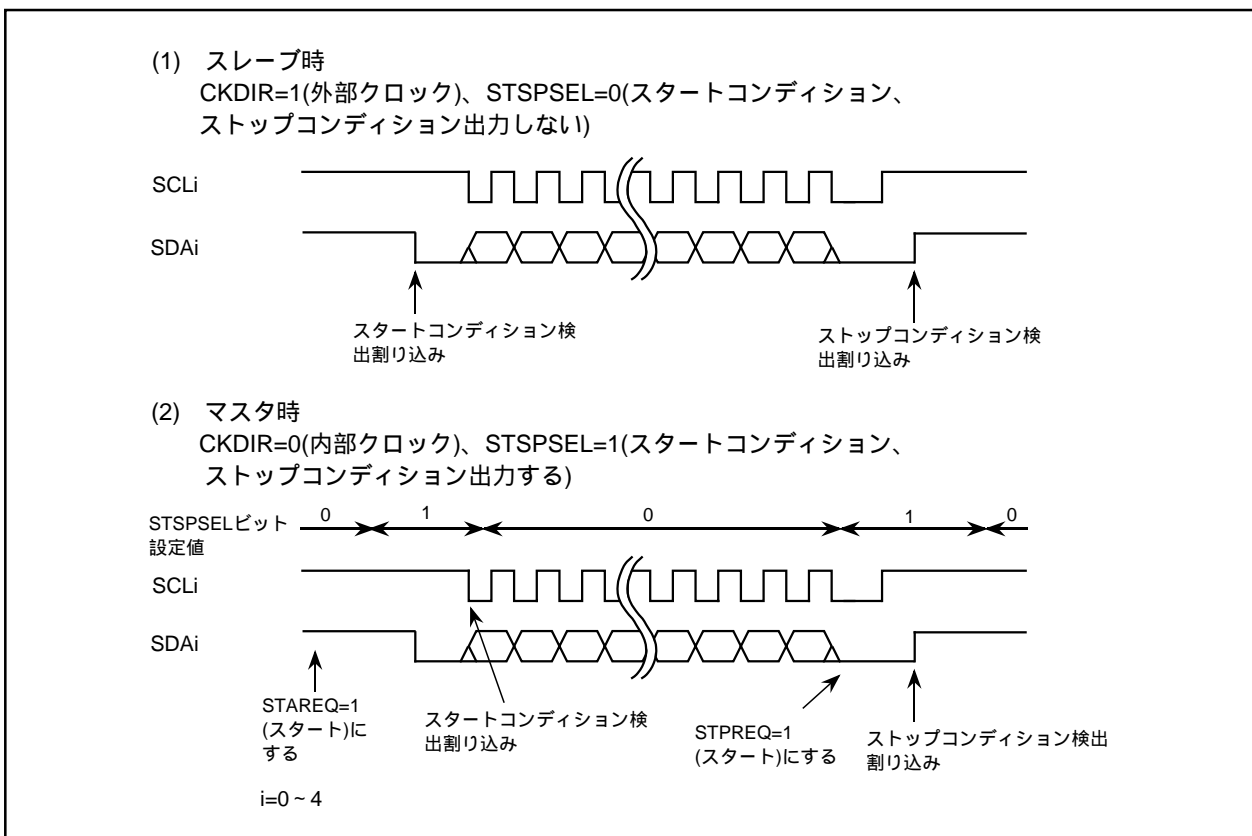 (1) スレーブ時
CKDIR=1(外部クロック)、STSPSEL=0(スタートコンディション、
ストップコンディション出力しない)
SCLi
SDAi
スタートコンディション検
出割り込み
ストップコンディション検
出割り込み
(2) マスタ時
CKDIR=0(内部クロック)、STSPSEL=1(スタートコンディション、
ストップコンディション出力する)
STSPSELビット
設定値
0 1 0 1 0
SCLi
SDAi
STAREQ=1
(スタート)に
する
スタートコンディション検
出割り込み
STPREQ=1
(スタート)にする
ストップコンディション検出
割り込み
i=0~4